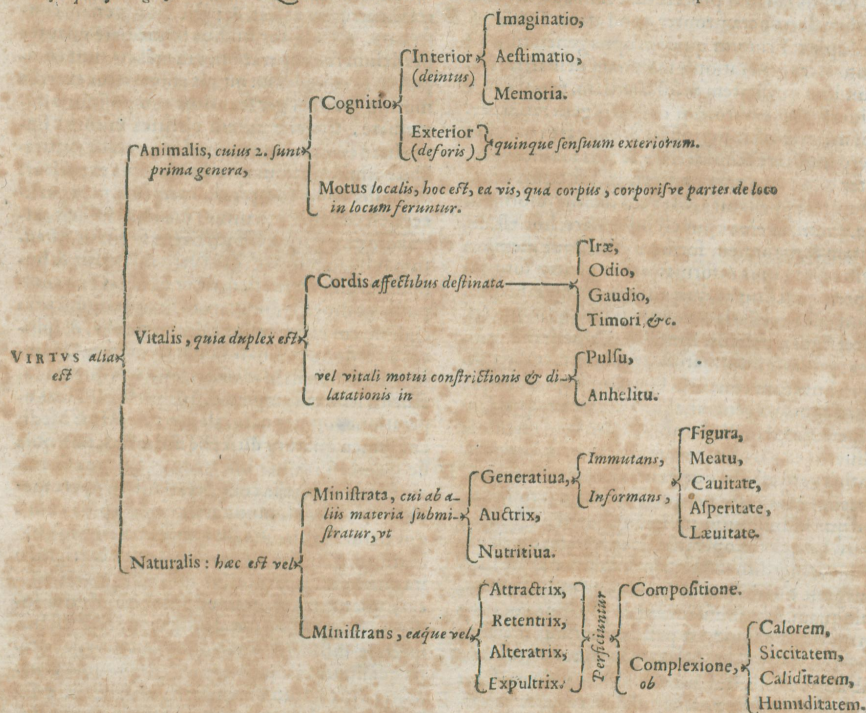 Imaginatio,
Interior
(deintus)
Aestimatio,
Memoria.
Cognitio
Exterior
(deforis)
quinque sensuum exteriorum.
Animalis, cuius 2. sunt
prima genera,
Motus localis, hoc est, ea vis, qua corpus, corporisve partes de loco
in locum feruntur.
Iræ,
Odio,
Gaudio,
Timori, &c.
Cordis affectibus destinata
Vitalis, quia duplex est
VIRTVS alia
est
vel vitali motui constrictionis & di-
latationis in
Pulsu,
Anhelitu.
Figura,
Meatu,
Cauitate,
Asperitate,
Læuitate.
Immutans,
Informans,
Generatiua,
Auctrix,
Nutritiua.
Ministrata, cui ab a-
liis materia submi-
stratur, vt
Naturalis: hæc est vel
Ministrans, eáque vel
Attractrix,
Retentrix,
Alteratrix,
Expultrix.
Perficiuntur
Compositione.
Complexione,
ob
Calorem,
Siccitatem,
Caliditatem,
Humiditatem.